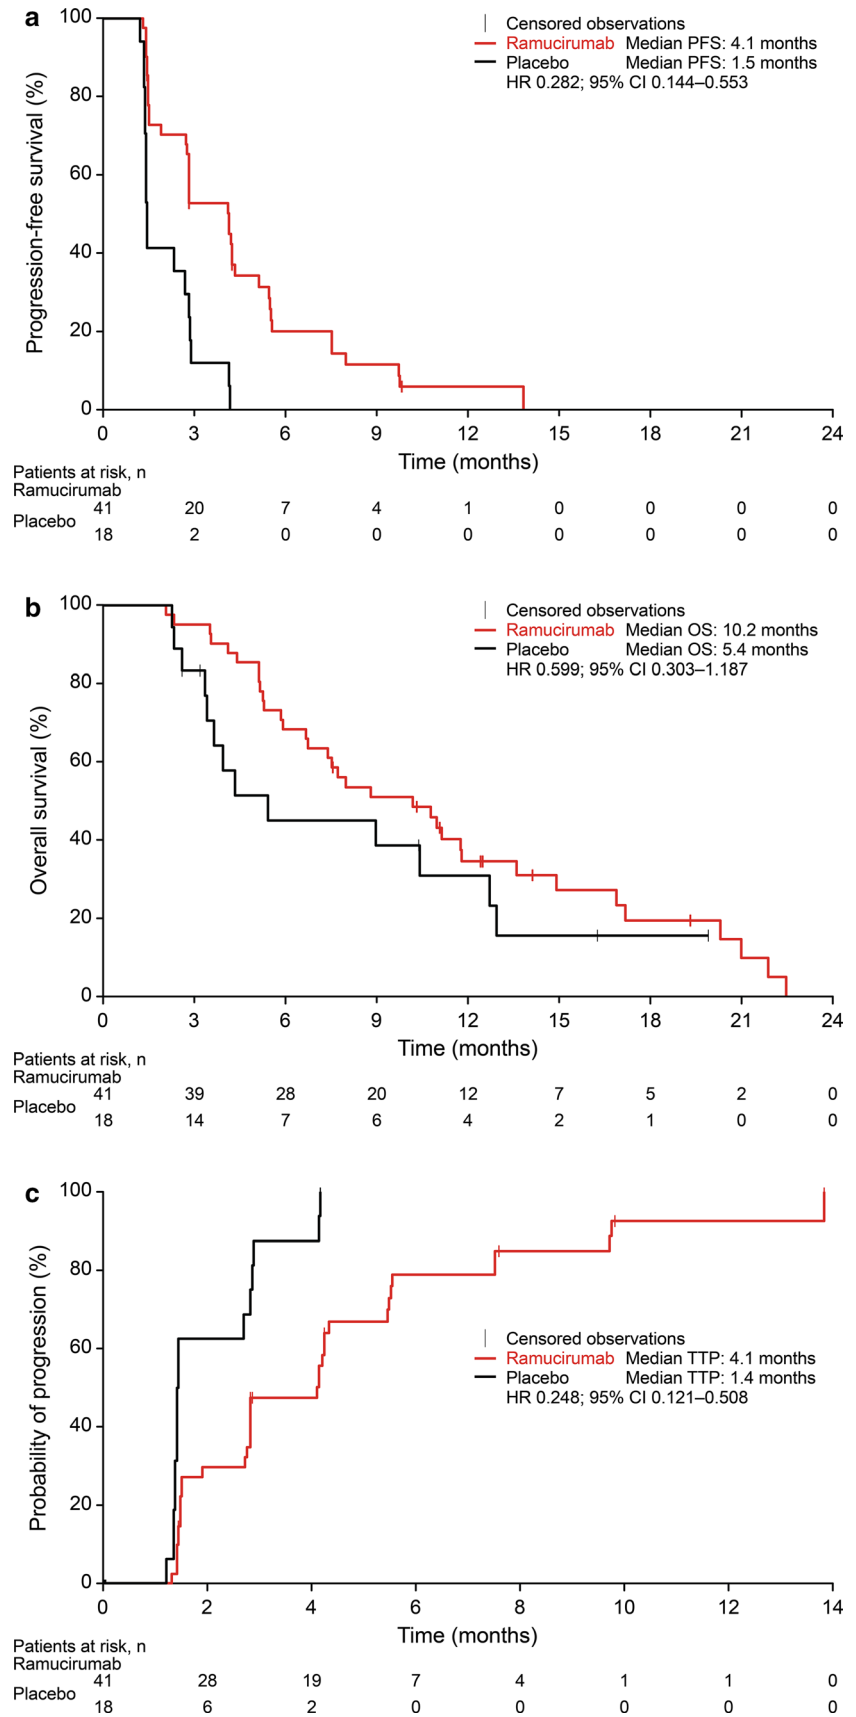 a
Progression-free survival (%)
100
80
60
40
20
0
Censored observations
Ramucirumab Median PFS: 4.1 months
Placebo Median PFS: 1.5 months
HR 0.282; 95% CI 0.144–0.553
0 3 6 9 12 15 18 21 24
Time (months)
Patients at risk, n
Ramucirumab
41 20 7 4 1 0 0 0 0
Placebo
18 2 0 0 0 0 0 0 0
b
Overall survival (%)
100
80
60
40
20
0
Censored observations
Ramucirumab Median OS: 10.2 months
Placebo Median OS: 5.4 months
HR 0.599; 95% CI 0.303–1.187
0 3 6 9 12 15 18 21 24
Time (months)
Patients at risk, n
Ramucirumab
41 39 28 20 12 7 5 2 0
Placebo
18 14 7 6 4 2 1 0 0
c
Probability of progression (%)
100
80
60
40
20
0
Censored observations
Ramucirumab Median TTP: 4.1 months
Placebo Median TTP: 1.4 months
HR 0.248; 95% CI 0.121–0.508
0 2 4 6 8 10 12 14
Time (months)
Patients at risk, n
Ramucirumab
41 28 19 7 4 1 1 0
Placebo
18 6 2 0 0 0 0 0